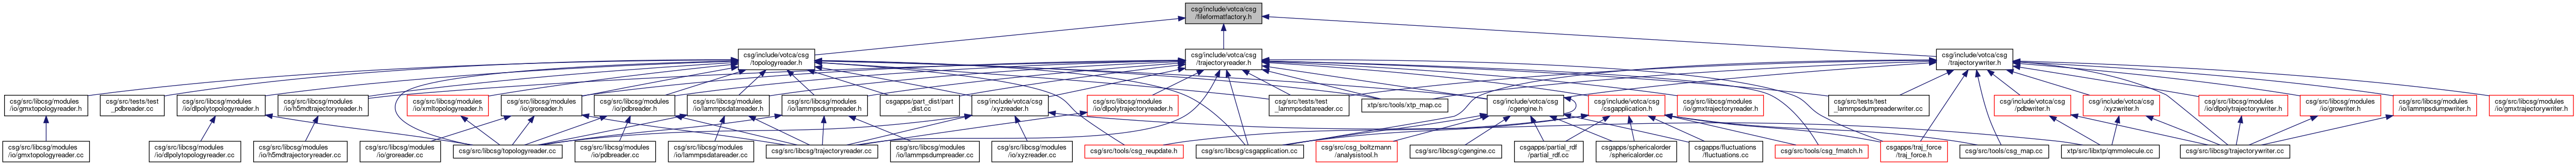 csg/include/votca/csg
/fileformatfactory.h
csg/include/votca/csg
/topologyreader.h
csg/include/votca/csg
/trajectoryreader.h
csg/include/votca/csg
/trajectorywriter.h
csg/src/libcsg/modules
/io/gmxtopologyreader.h
csg/src/tests/test
_pdbreader.cc
csg/src/libcsg/modules
/io/dlpolytopologyreader.h
csg/src/libcsg/modules
/io/h5mdtrajectoryreader.h
csg/src/libcsg/modules
/io/xmltopologyreader.h
csg/src/libcsg/modules
/io/groreader.h
csg/src/libcsg/modules
/io/pdbreader.h
csg/src/libcsg/modules
/io/lammpsdatareader.h
csg/src/libcsg/modules
/io/lammpsdumpreader.h
csgapps/part_dist/part
_dist.cc
csg/include/votca/csg
/xyzreader.h
csg/src/libcsg/modules
/io/dlpolytrajectoryreader.h
csg/src/tests/test
_lammpsdatareader.cc
xtp/src/tools/xtp_map.cc
csg/include/votca/csg
/cgengine.h
csg/include/votca/csg
/csgapplication.h
csg/src/libcsg/modules
/io/gmxtrajectoryreader.h
csg/src/tests/test
_lammpsdumpreaderwriter.cc
csg/include/votca/csg
/pdbwriter.h
csg/include/votca/csg
/xyzwriter.h
csg/src/libcsg/modules
/io/dlpolytrajectorywriter.h
csg/src/libcsg/modules
/io/growriter.h
csg/src/libcsg/modules
/io/lammpsdumpwriter.h
csg/src/libcsg/modules
/io/gmxtrajectorywriter.h
csg/src/libcsg/modules
/io/gmxtopologyreader.cc
csg/src/libcsg/modules
/io/dlpolytopologyreader.cc
csg/src/libcsg/modules
/io/h5mdtrajectoryreader.cc
csg/src/libcsg/modules
/io/groreader.cc
csg/src/libcsg/topologyreader.cc
csg/src/libcsg/modules
/io/pdbreader.cc
csg/src/libcsg/modules
/io/lammpsdatareader.cc
csg/src/libcsg/trajectoryreader.cc
csg/src/libcsg/modules
/io/lammpsdumpreader.cc
csg/src/libcsg/modules
/io/xyzreader.cc
csg/src/tools/csg_reupdate.h
csg/src/libcsg/csgapplication.cc
csg/src/csg_boltzmann
/analysistool.h
csg/src/libcsg/cgengine.cc
csgapps/partial_rdf
/partial_rdf.cc
csgapps/sphericalorder
/sphericalorder.cc
csgapps/fluctuations
/fluctuations.cc
csg/src/tools/csg_fmatch.h
csgapps/traj_force
/traj_force.h
csg/src/tools/csg_map.cc
xtp/src/libxtp/qmmolecule.cc
csg/src/libcsg/trajectorywriter.cc